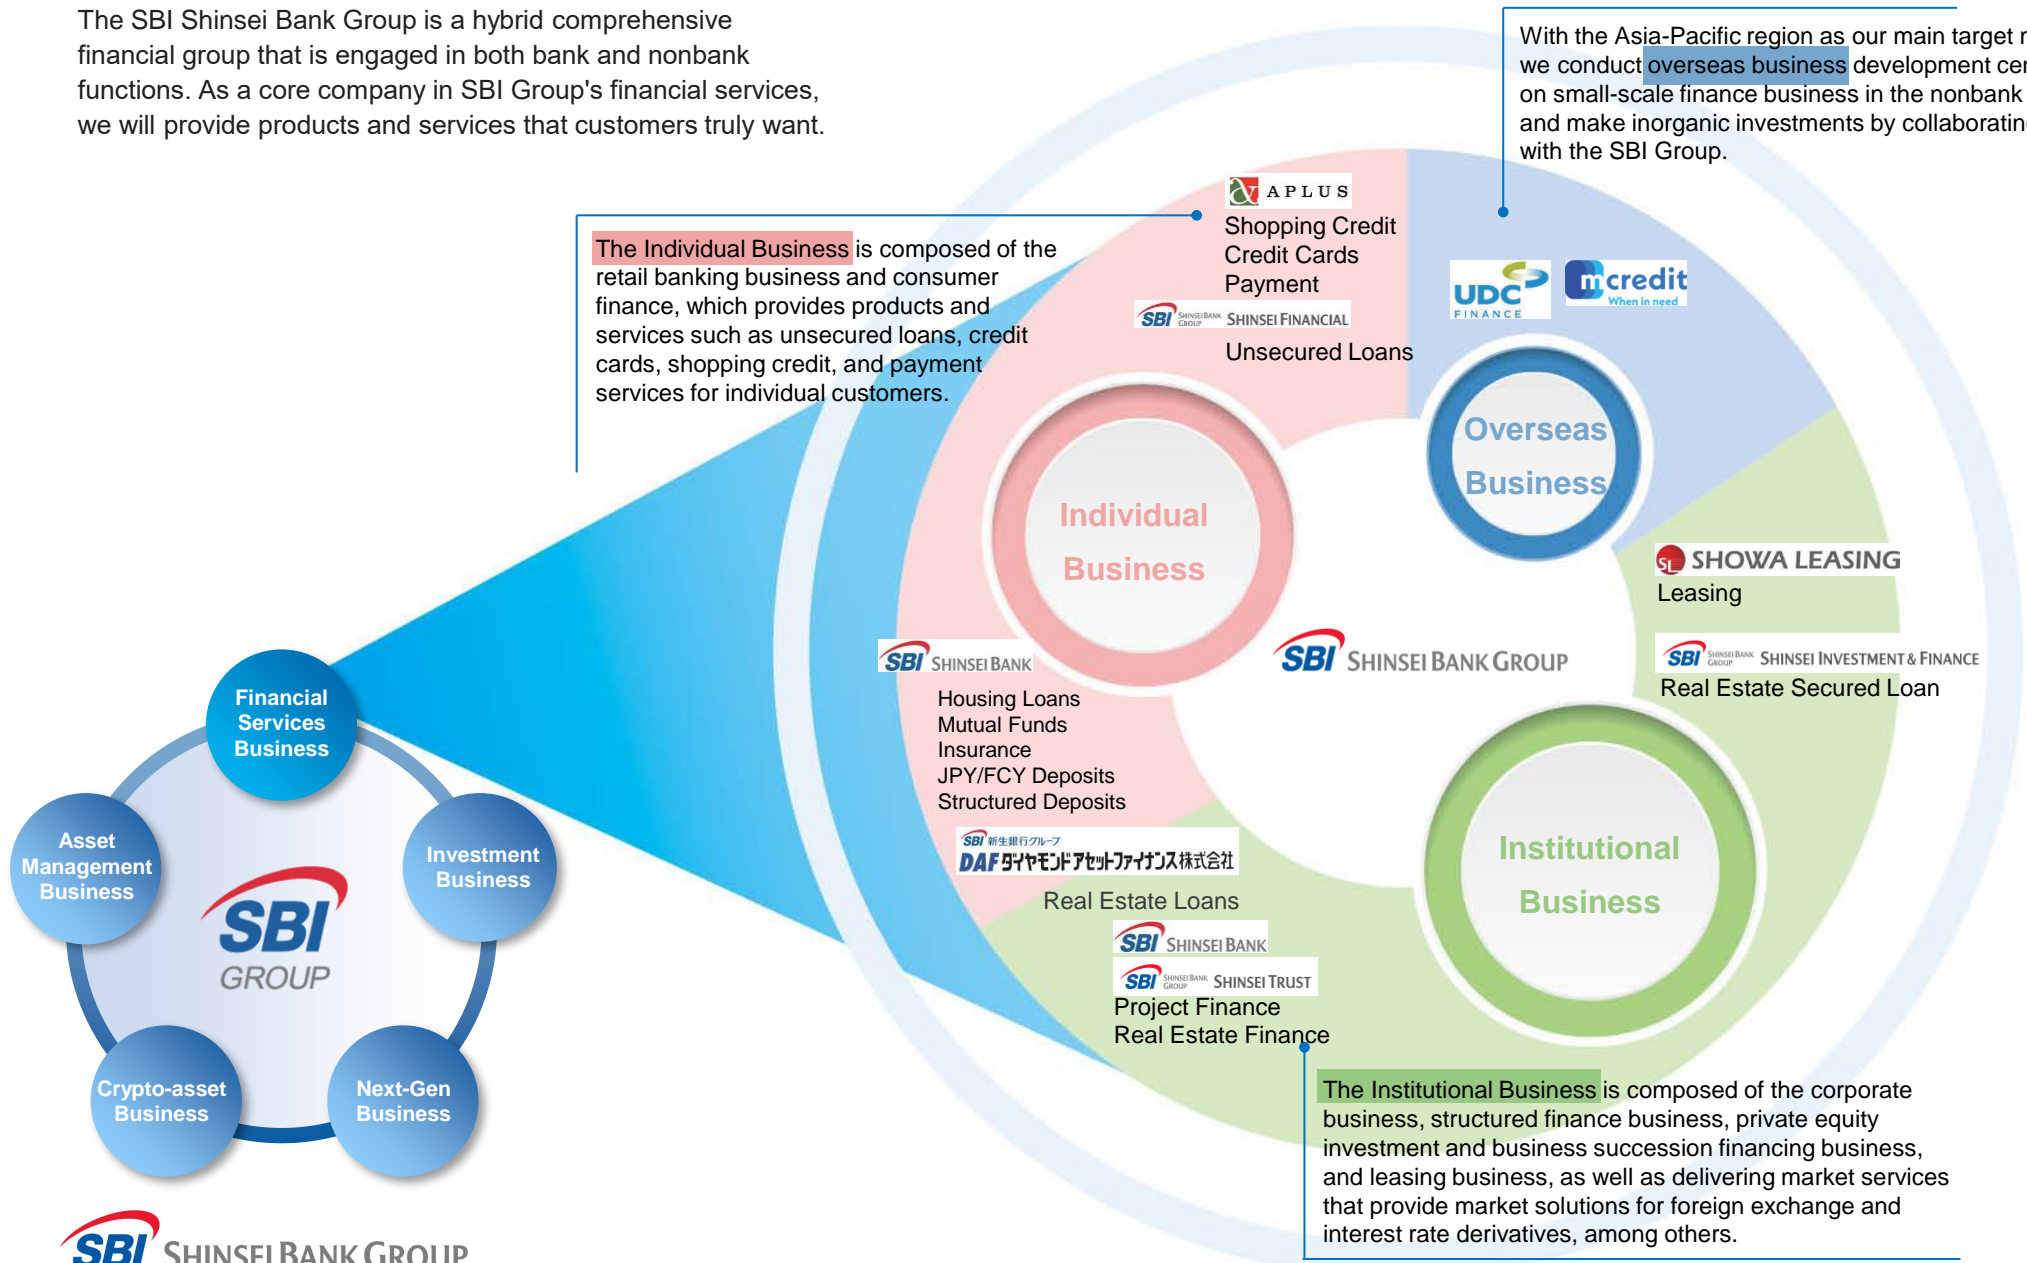 The SBI Shinsei Bank Group is a hybrid comprehensive
financial group that is engaged in both bank and nonbank
functions. As a core company in SBI Group's financial services,
we will provide products and services that customers truly want.
With the Asia-Pacific region as our main target
we conduct overseas business development
on small-scale finance business in the nonbank
and make inorganic investments by collaborating
with the SBI Group.
The Individual Business is composed of the
retail banking business and consumer
finance, which provides products and
services such as unsecured loans, credit
cards, shopping credit, and payment
services for individual customers.
APLUS
Shopping Credit
Credit Cards
Payment
SBI SHINSEI BANK GROUP SHINSEI FINANCIAL
Unsecured Loans
UDC FINANCE
mcredit
When in need
Overseas
Business
Individual
Business
SL SHOWA LEASING
Leasing
SBI SHINSEI BANK GROUP SHINSEI INVESTMENT & FINANCE
Real Estate Secured Loan
SBI SHINSEI BANK GROUP
SBI SHINSEI BANK
Housing Loans
Mutual Funds
Insurance
JPY/FCY Deposits
Structured Deposits
SBI 新生銀行グループ
DAF ダイヤモンドアセットファイナンス株式会社
Real Estate Loans
SBI SHINSEI BANK
SBI SHINSEI BANK GROUP SHINSEI TRUST
Project Finance
Real Estate Finance
Institutional
Business
The Institutional Business is composed of the corporate
business, structured finance business, private equity
investment and business succession financing business,
and leasing business, as well as delivering market services
that provide market solutions for foreign exchange and
interest rate derivatives, among others.
Financial
Services
Business
Asset
Management
Business
Investment
Business
SBI
GROUP
Crypto-asset
Business
Next-Gen
Business
SBI SHINSEI BANK GROUP